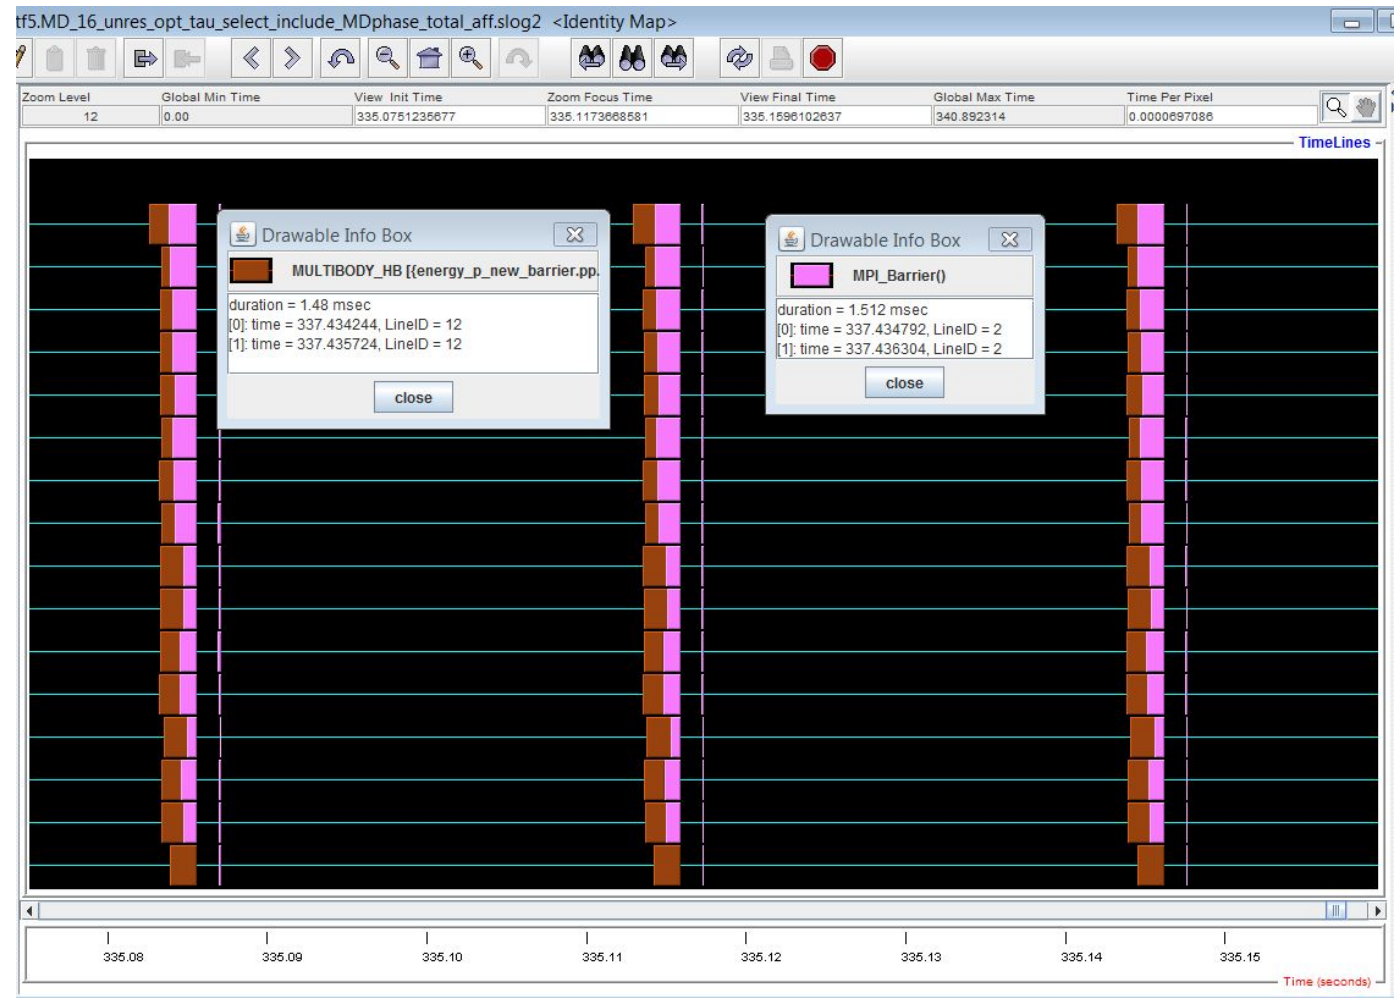 tf5.MD_16_unres_opt_tau_select_include_MDphase_total_aff.slog2 <Identity Map>
Zoom Level Global Min Time View Init Time Zoom Focus Time View Final Time Global Max Time Time Per Pixel
12 0.00 335.0751235677 335.1173668581 335.1596102637 340.892314 0.0000697086
TimeLines
Drawable Info Box
MULTIBODY_HB [{energy_p_new_barrier.pp.
duration = 1.48 msec
[0]: time = 337.434244, LineID = 12
[1]: time = 337.435724, LineID = 12
close
Drawable Info Box
MPI_Barrier()
duration = 1.512 msec
[0]: time = 337.434792, LineID = 2
[1]: time = 337.436304, LineID = 2
close
335.08 335.09 335.10 335.11 335.12 335.13 335.14 335.15
Time (seconds)